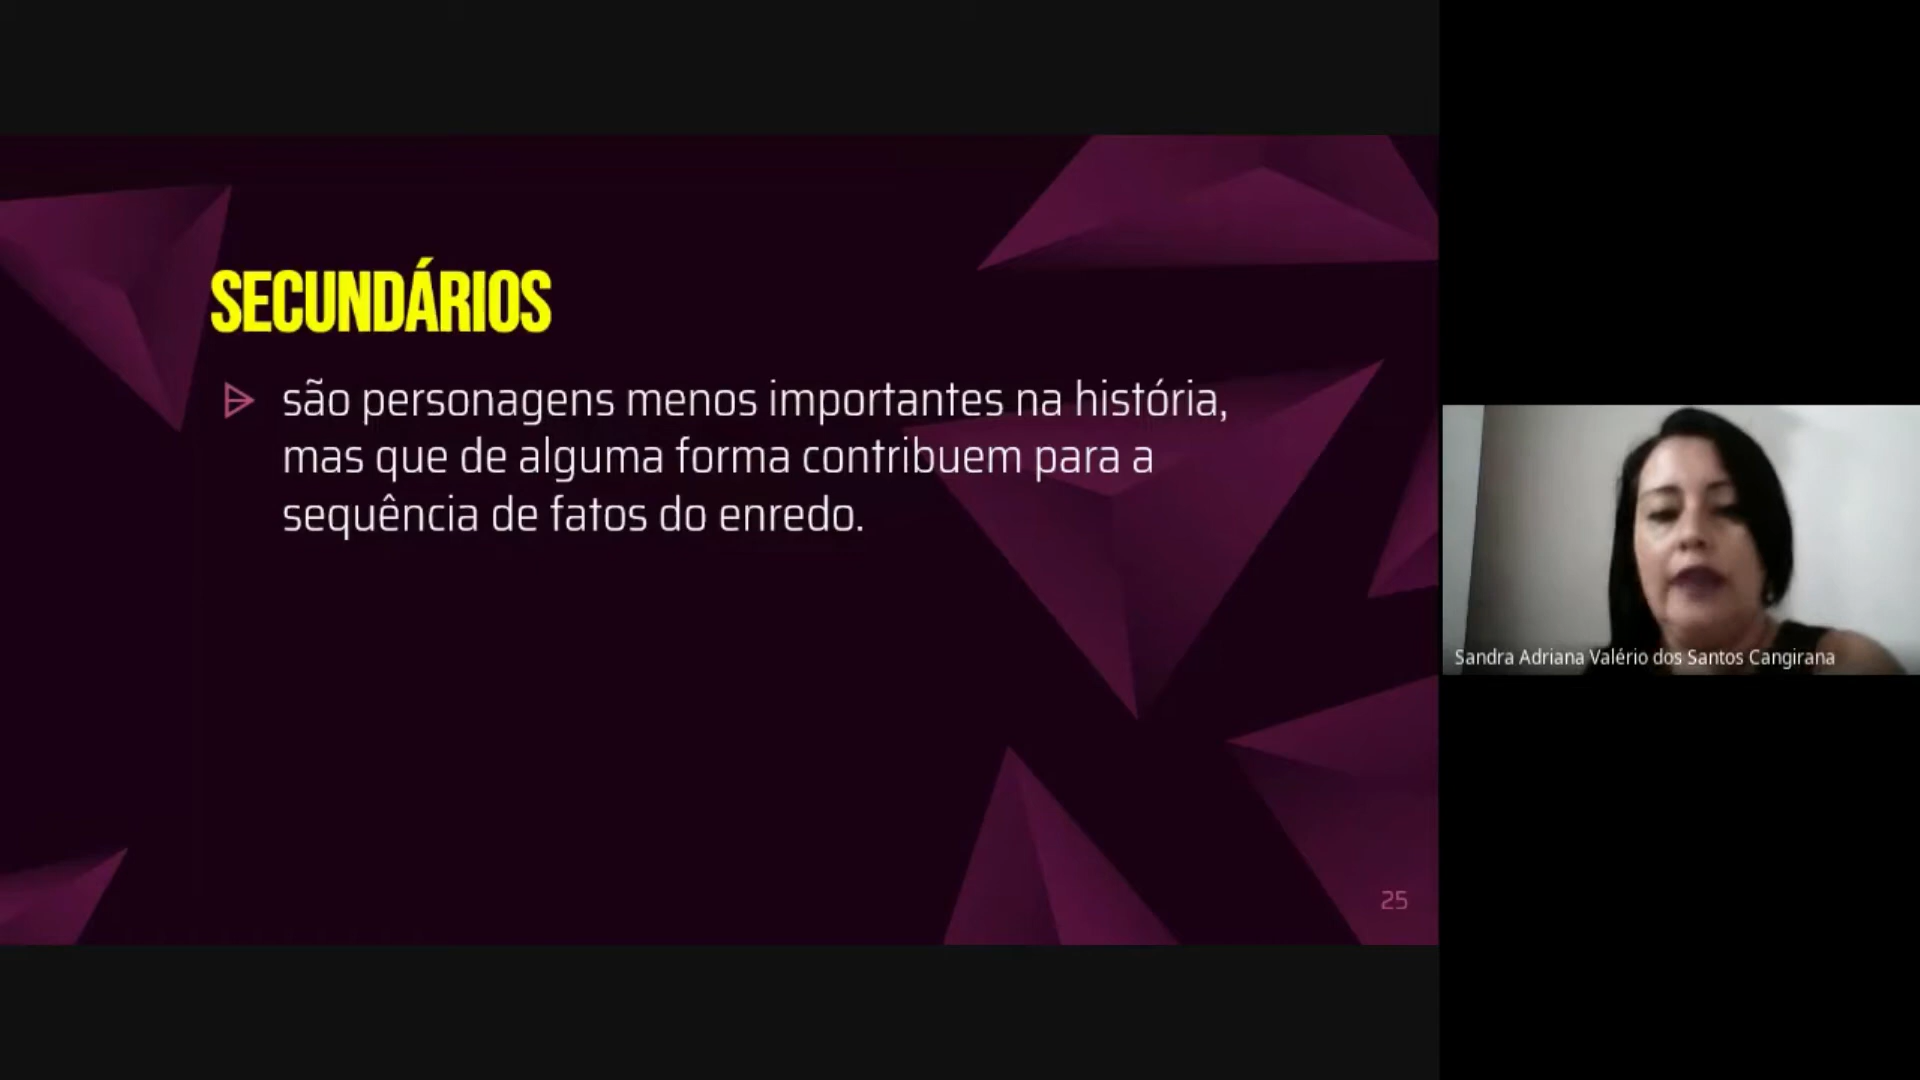 SECUNDÁRIOS
são personagens menos importantes na história,
mas que de alguma forma contribuem para a
sequência de fatos do enredo.
25
Sandra Adriana Valério dos Santos Cangirana